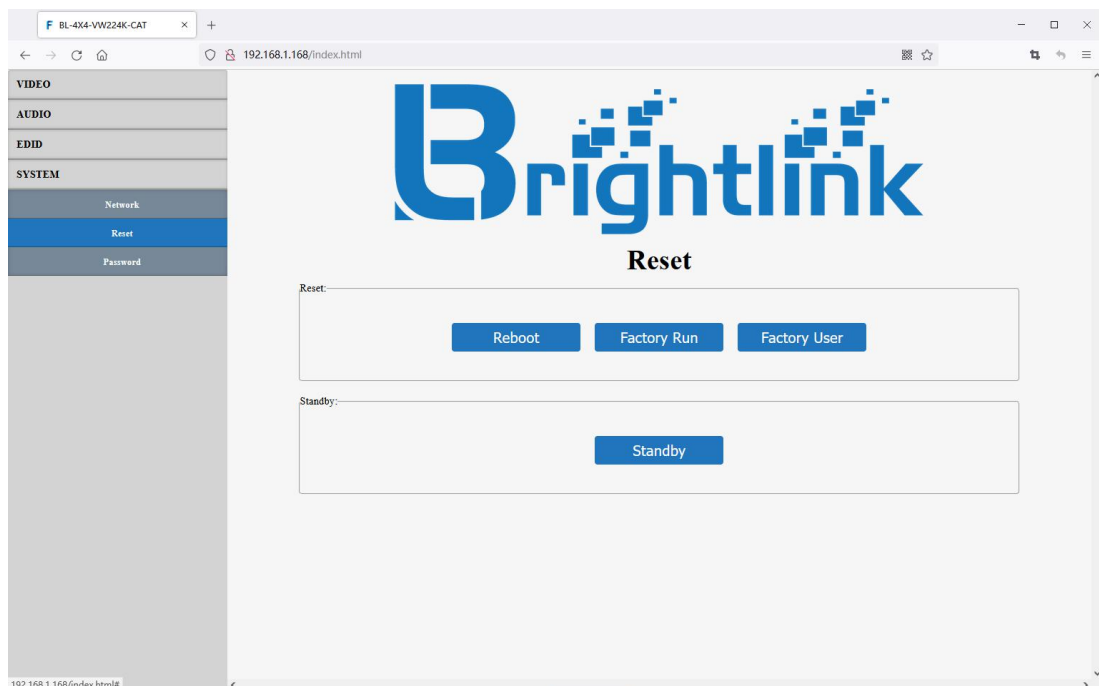 BL-4X4-VW224K-CAT
192.168.1.168/index.html
VIDEO
AUDIO
EDID
SYSTEM
Network
Reset
Password
Brightlink
Reset
Reset:
Reboot Factory Run Factory User
Standby:
Standby
192.168.1.168/index.html#